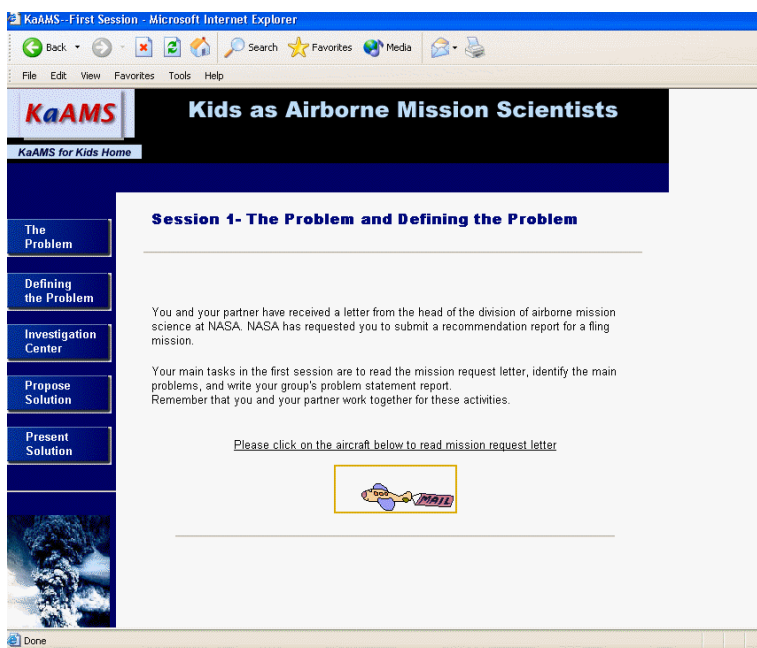 KaAMS--First Session - Microsoft Internet Explorer
Back Search Favorites Media
File Edit View Favorites Tools Help
KaAMS
Kids as Airborne Mission Scientists
KaAMS for Kids Home
Session 1- The Problem and Defining the Problem
The
Problem
Defining
the Problem
Investigation
Center
Propose
Solution
Present
Solution
You and your partner have received a letter from the head of the division of airborne mission
science at NASA. NASA has requested you to submit a recommendation report for a fling
mission.
Your main tasks in the first session are to read the mission request letter, identify the main
problems, and write your group's problem statement report.
Remember that you and your partner work together for these activities.
Please click on the aircraft below to read mission request letter
MAIL
Done